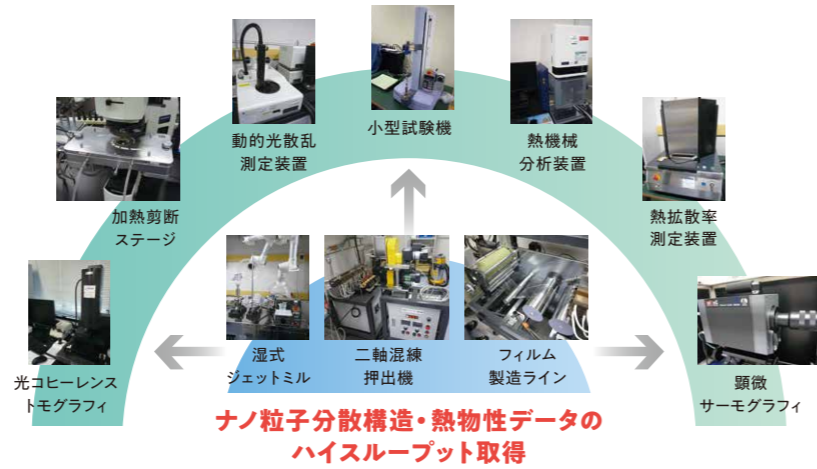 動的光散乱
測定装置
小型試験機
熱機械
分析装置
加熱剪断
ステージ
熱拡散率
測定装置
光コヒーレンス
トモグラフィ
湿式
ジェットミル
二軸混練
押出機
フィルム
製造ライン
顕微
サーモグラフィ
ナノ粒子分散構造・熱物性データの
ハイスループット取得